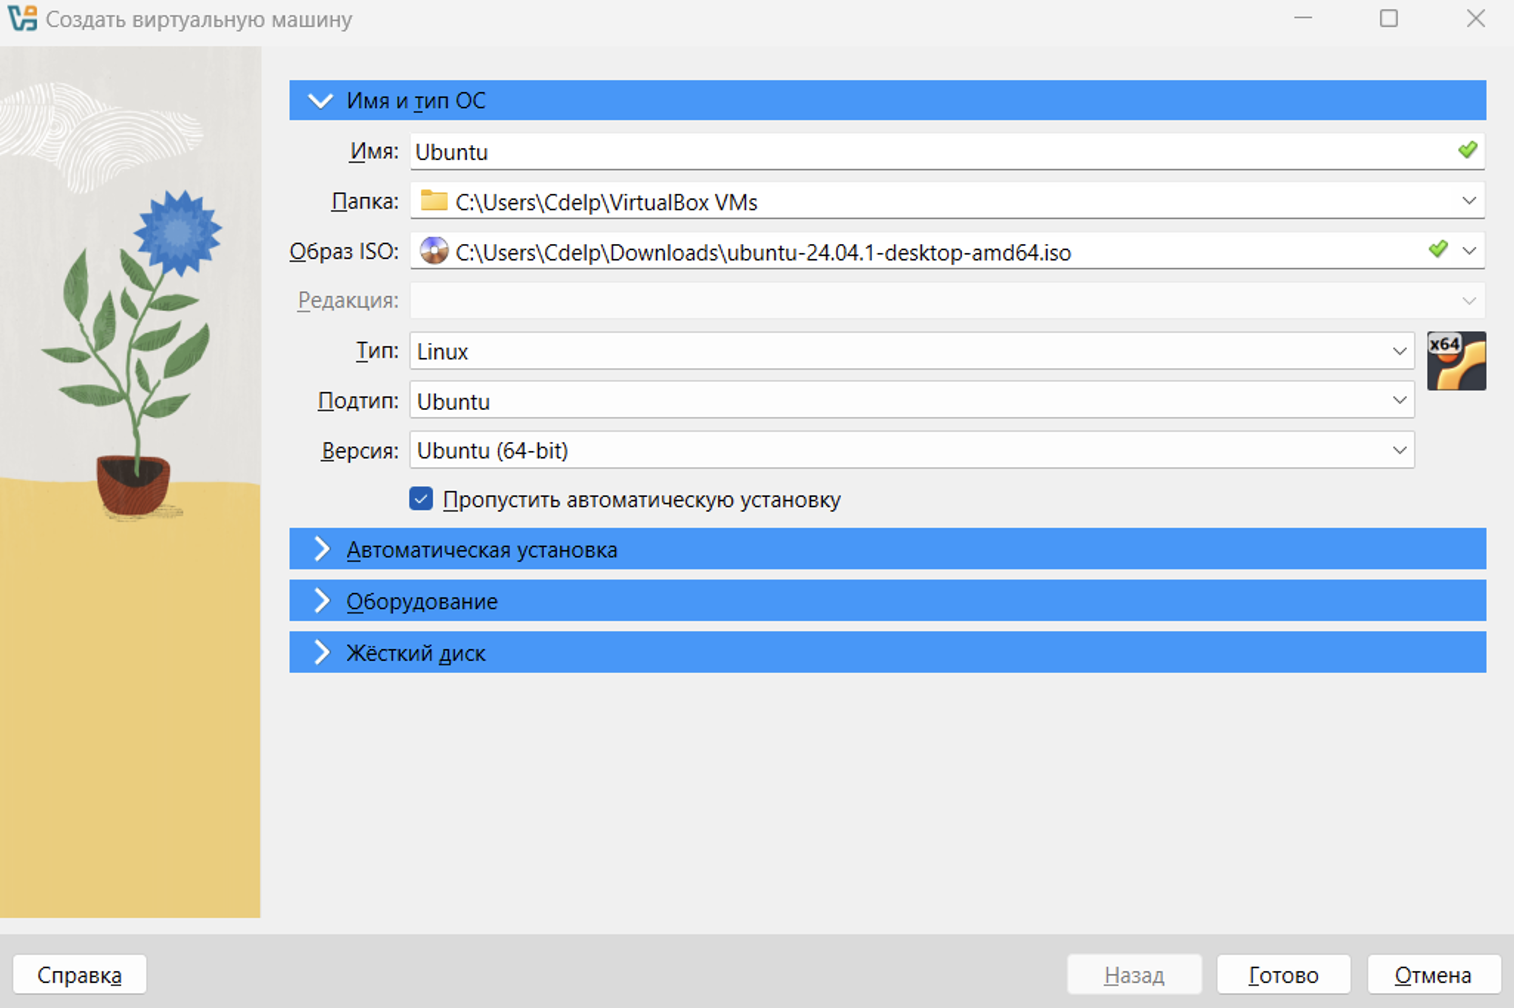 Создать виртуальную машину
Имя и тип ОС
Имя: Ubuntu
Папка: C:\Users\Cdelp\VirtualBox VMs
Образ ISO: C:\Users\Cdelp\Downloads\ubuntu-24.04.1-desktop-amd64.iso
Редакция:
Тип: Linux
x64
Подтип: Ubuntu
Версия: Ubuntu (64-bit)
Пропустить автоматическую установку
Автоматическая установка
Оборудование
Жёсткий диск
Справка Назад Готово Отмена